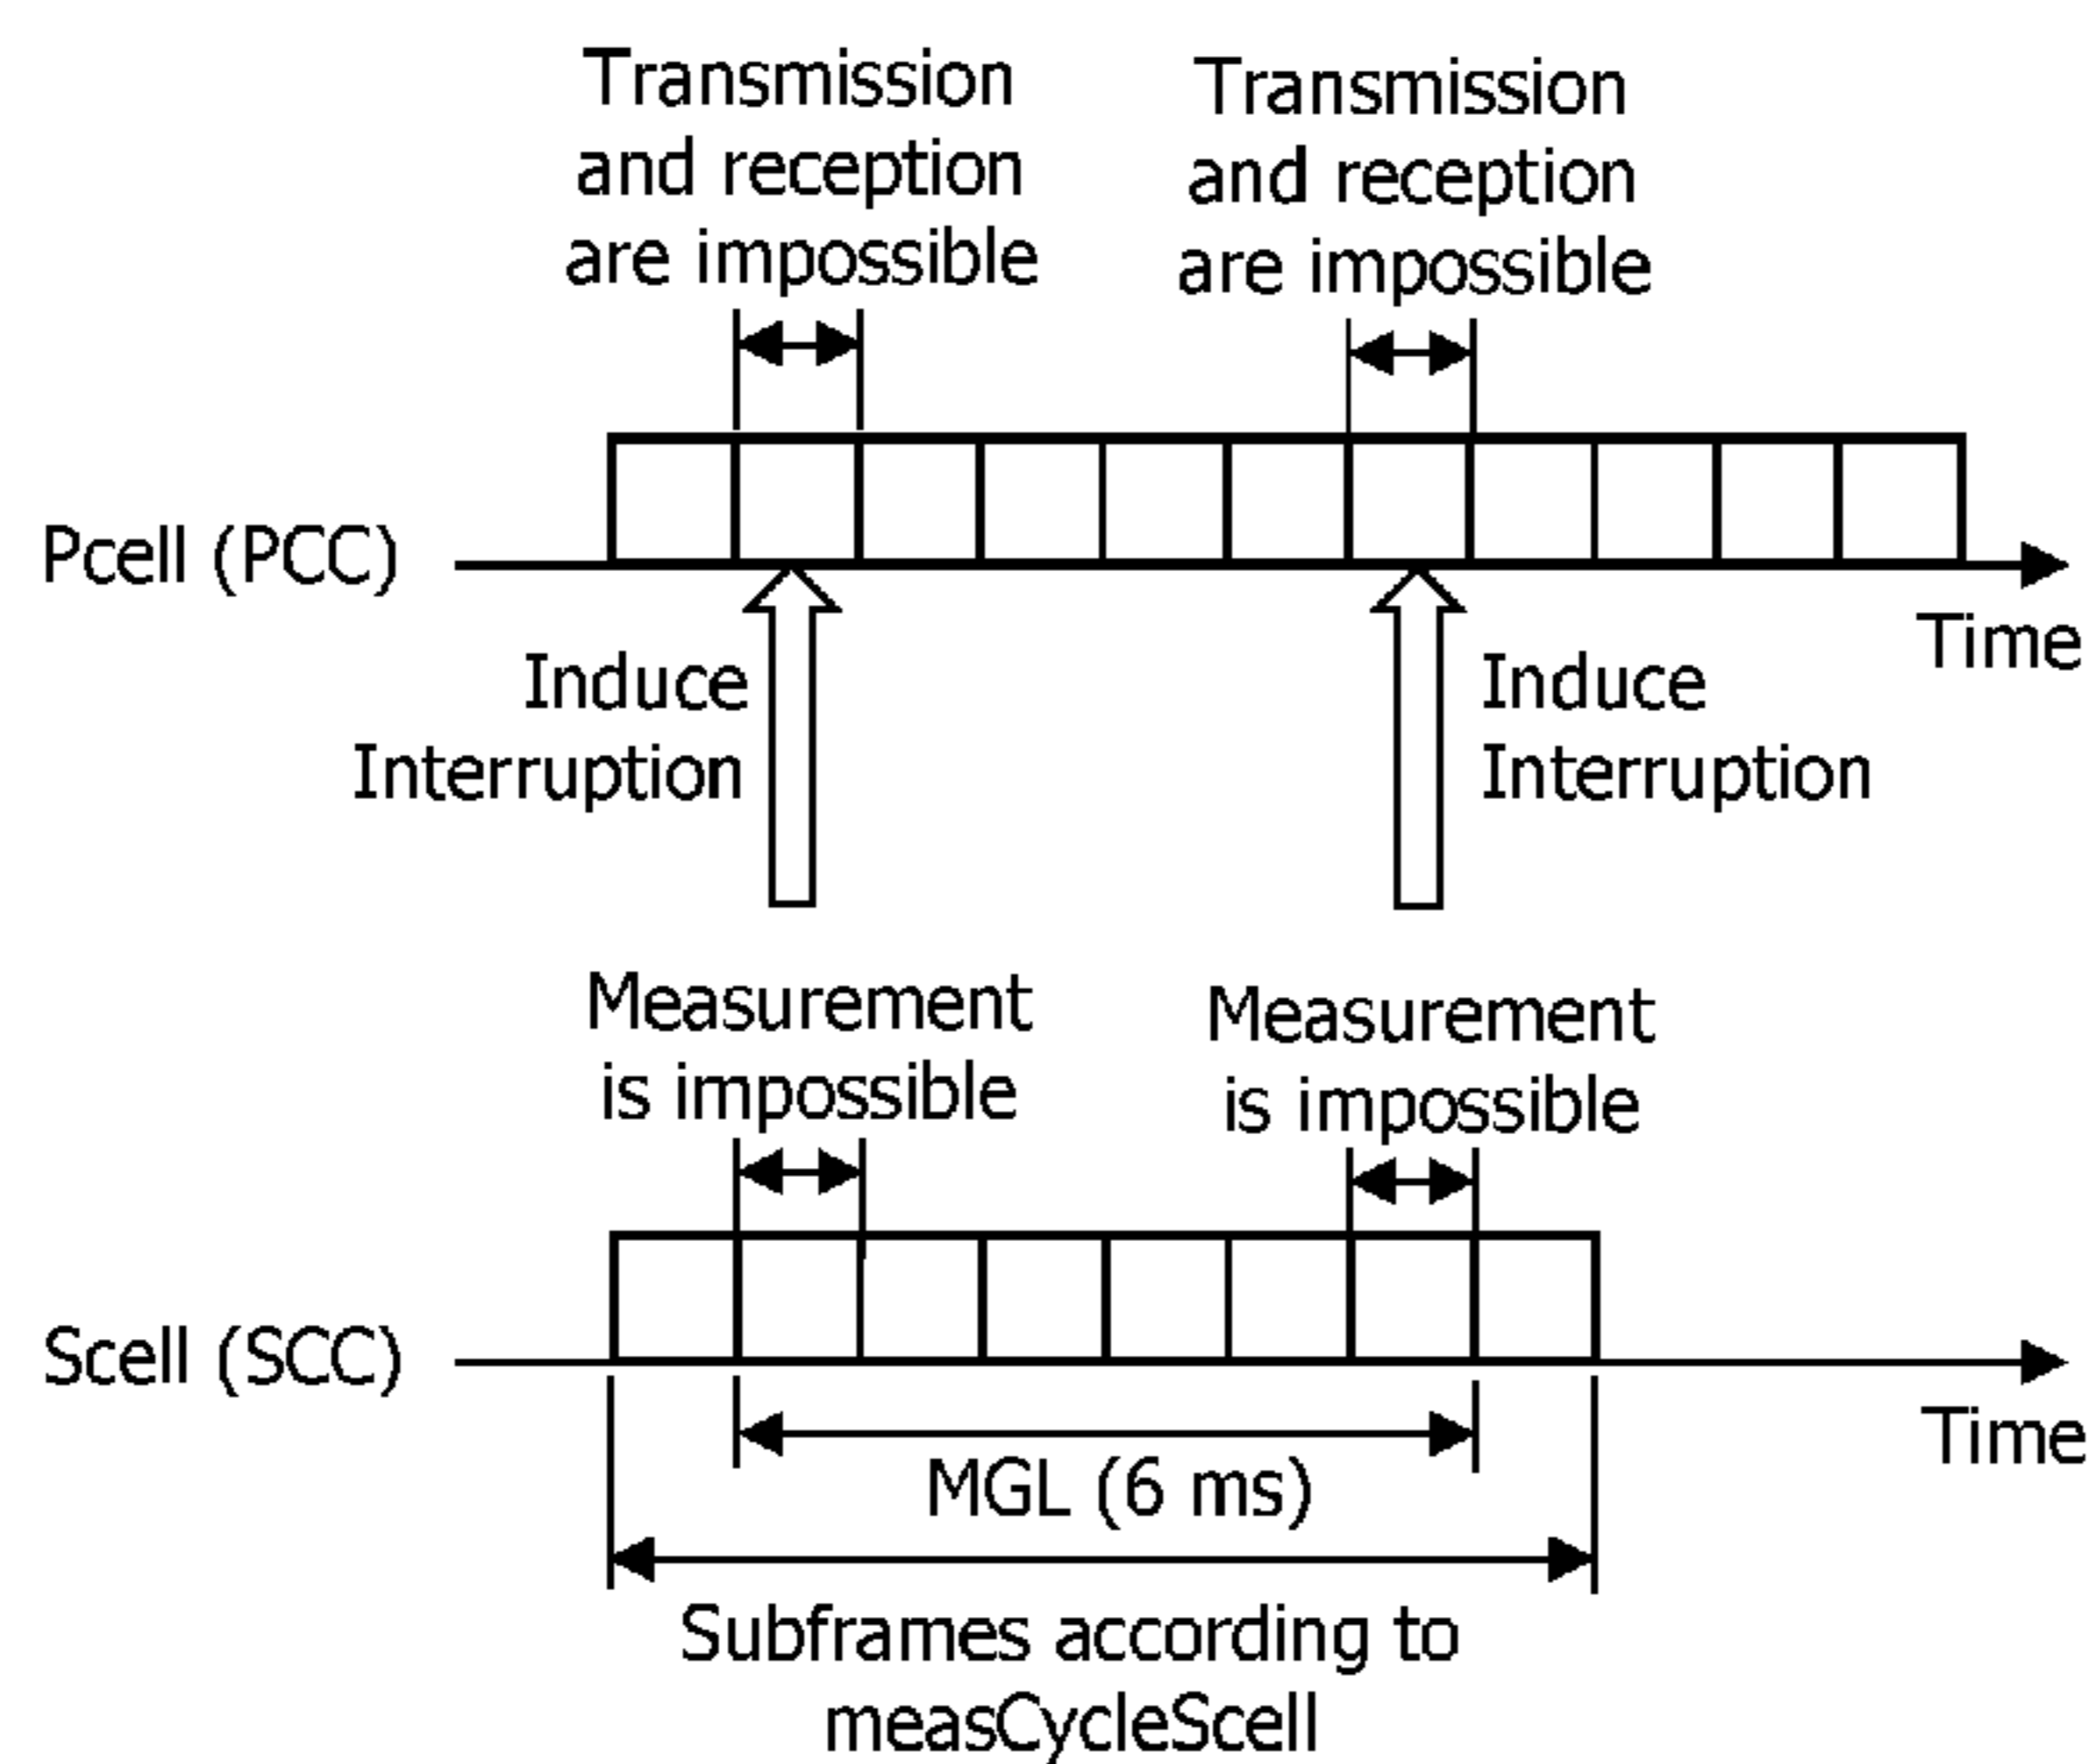 Transmission
and reception
are impossible
Transmission
and reception
are impossible
Pcell (PCC)
Time
Induce
Interruption
Induce
Interruption
Measurement
is impossible
Measurement
is impossible
Scell (SCC)
Time
MGL (6 ms)
Subframes according to
measCycleScell